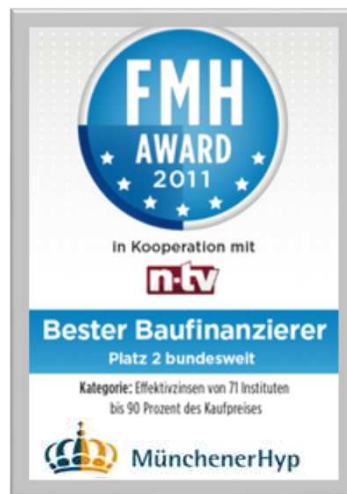 FMH
AWARD
2011
in Kooperation mit
n-tv
Bester Baufinanzierer
Platz 2 bundesweit
Kategorie: Effektivzinsen von 71 Instituten
bis 90 Prozent des Kaufpreises
MünchenerHyp